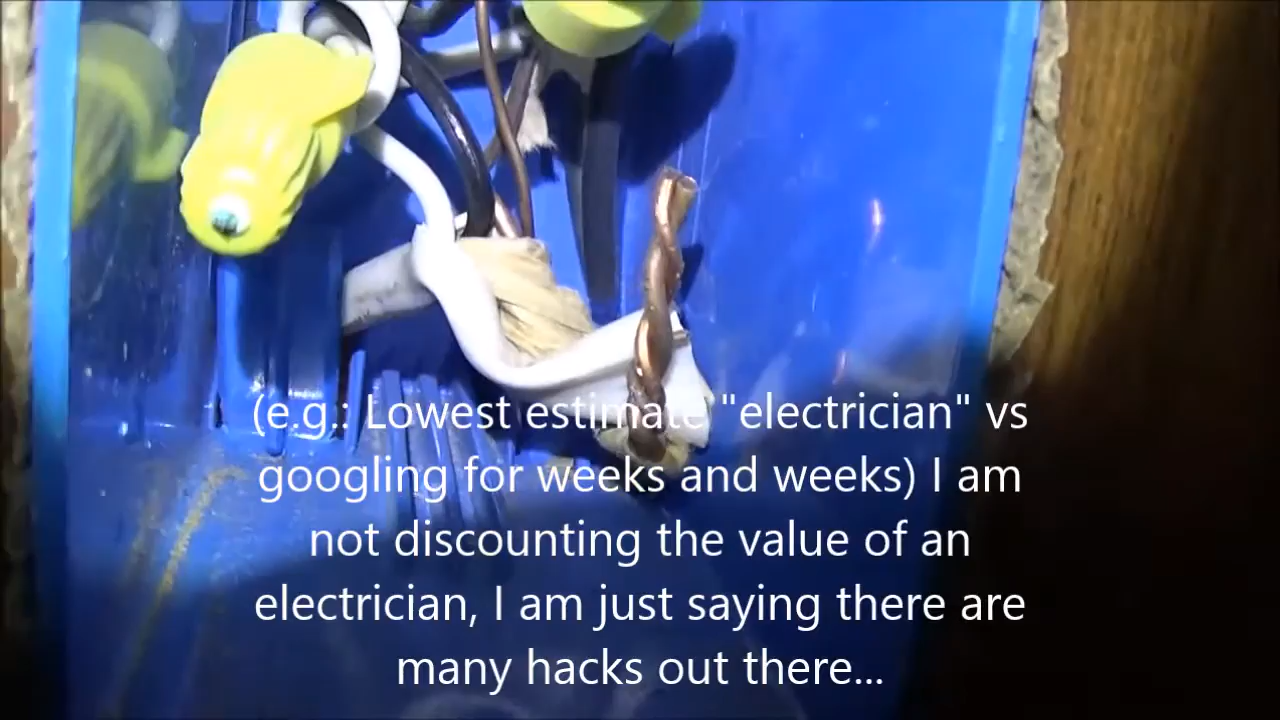 (e.g.: Lowest estimate "electrician" vs
googling for weeks and weeks) I am
not discounting the value of an
electrician, I am just saying there are
many hacks out there...